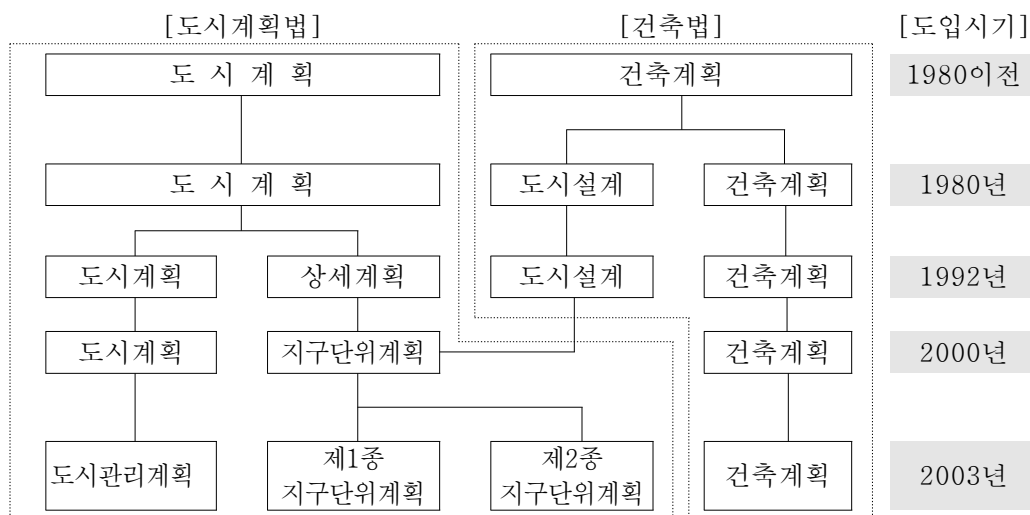 [도시계획법] [건축법] [도입시기]
도 시 계 획 건축계획 1980이전
도 시 계 획 도시설계 건축계획 1980년
도시계획 상세계획 도시설계 건축계획 1992년
도시계획 지구단위계획 건축계획 2000년
도시관리계획 제1종 지구단위계획 제2종 지구단위계획 건축계획 2003년